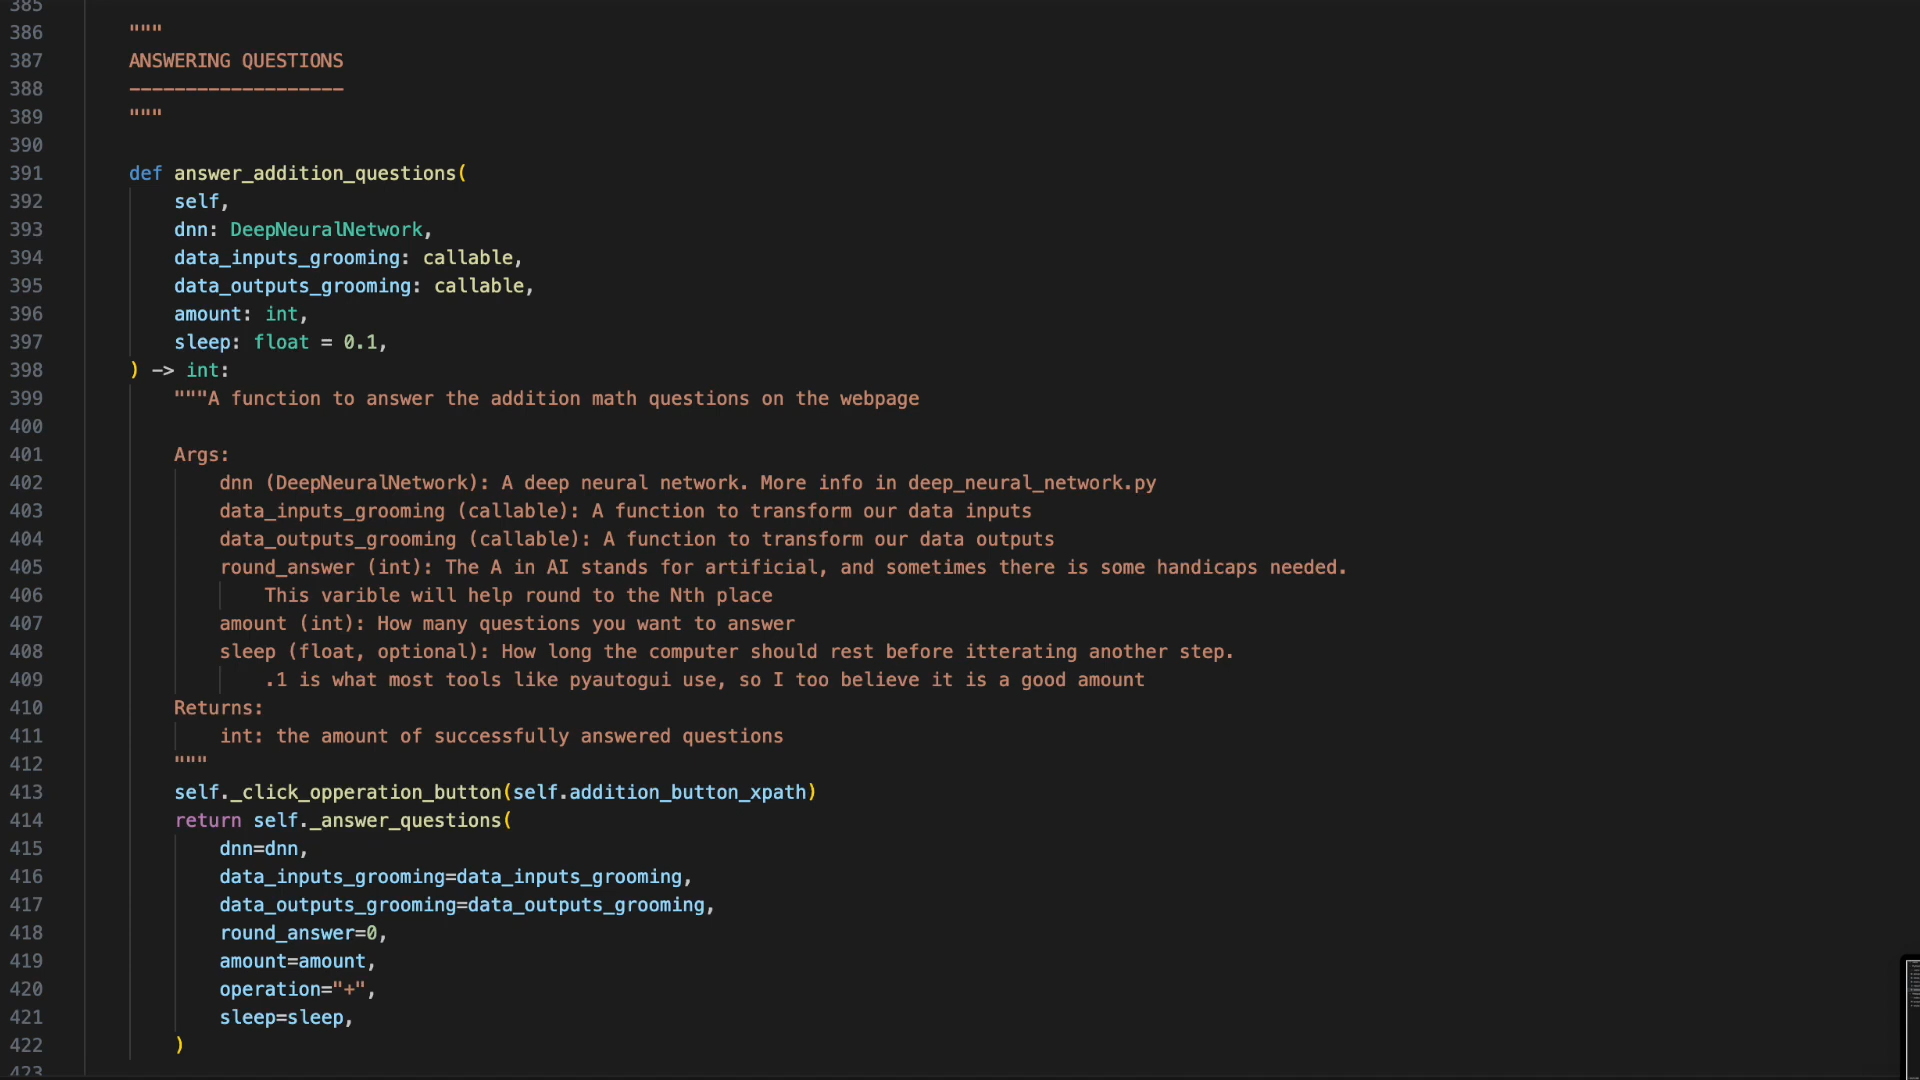 385
386 """
387 ANSWERING QUESTIONS
388 -------------------
389 """
390
391 def answer_addition_questions(
392 self,
393 dnn: DeepNeuralNetwork,
394 data_inputs_grooming: callable,
395 data_outputs_grooming: callable,
396 amount: int,
397 sleep: float = 0.1,
398 ) -> int:
399 """A function to answer the addition math questions on the webpage
400
401 Args:
402 dnn (DeepNeuralNetwork): A deep neural network. More info in deep_neural_network.py
403 data_inputs_grooming (callable): A function to transform our data inputs
404 data_outputs_grooming (callable): A function to transform our data outputs
405 round_answer (int): The A in AI stands for artificial, and sometimes there is some handicaps needed.
406 This varible will help round to the Nth place
407 amount (int): How many questions you want to answer
408 sleep (float, optional): How long the computer should rest before itterating another step.
409 .1 is what most tools like pyautogui use, so I too believe it is a good amount
410 Returns:
411 int: the amount of successfully answered questions
412 """
413 self._click_opperation_button(self.addition_button_xpath)
414 return self._answer_questions(
415 dnn=dnn,
416 data_inputs_grooming=data_inputs_grooming,
417 data_outputs_grooming=data_outputs_grooming,
418 round_answer=0,
419 amount=amount,
420 operation="+",
421 sleep=sleep,
422 )
423